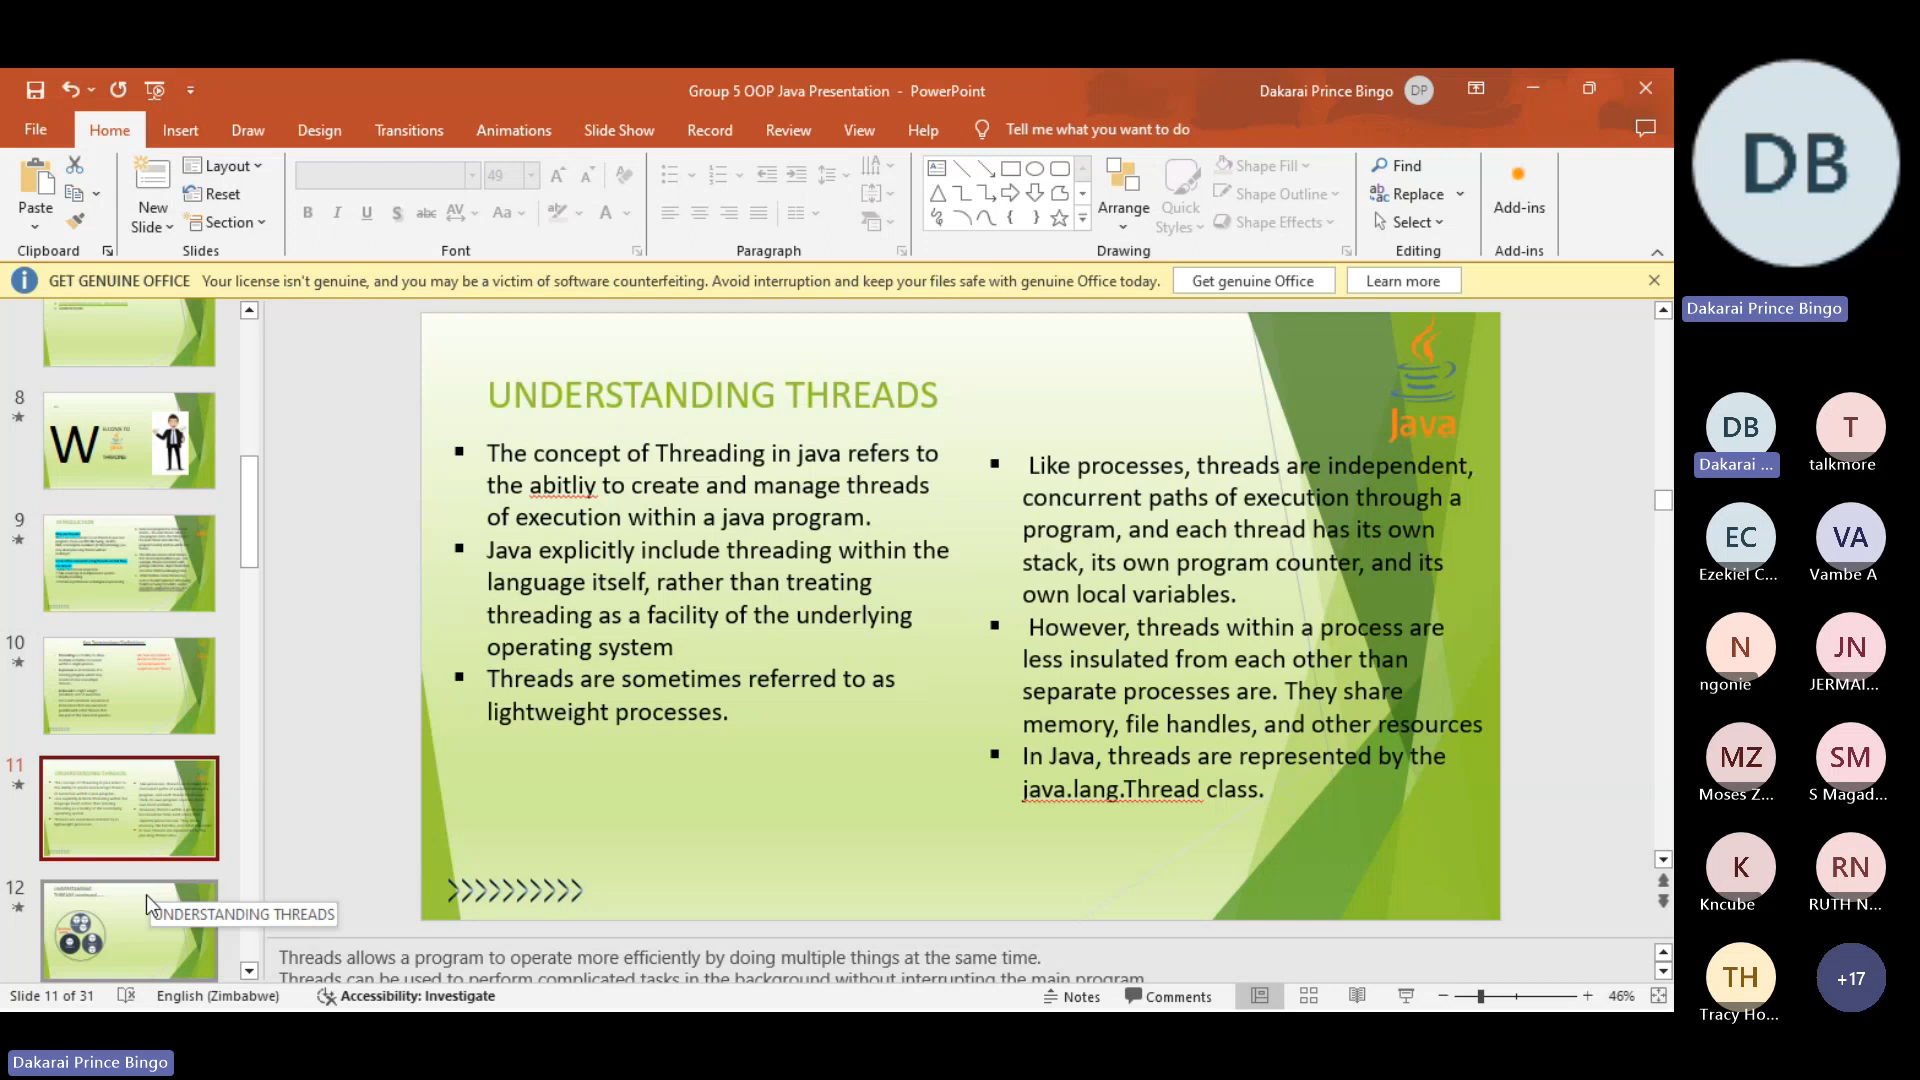 Group 5 OOP Java Presentation - PowerPoint
Dakarai Prince Bingo
DP
File
Home
Insert
Draw
Design
Transitions
Animations
Slide Show
Record
Review
View
Help
Tell me what you want to do
Paste
New
Slide
Layout
Reset
Section
49
B I U S abc AV Aa
A
Arrange
Quick
Styles
Shape Fill
Shape Outline
Shape Effects
Find
Replace
Select
Add-ins
Clipboard
Slides
Font
Paragraph
Drawing
Editing
Add-ins
GET GENUINE OFFICE Your license isn't genuine, and you may be a victim of software counterfeiting. Avoid interruption and keep your files safe with genuine Office today.
Get genuine Office
Learn more
8
W
9
10
11
12
UNDERSTANDING THREADS
UNDERSTANDING THREADS
The concept of Threading in java refers to
the abitliy to create and manage threads
of execution within a java program.
Java explicitly include threading within the
language itself, rather than treating
threading as a facility of the underlying
operating system
Threads are sometimes referred to as
lightweight processes.
Java
Like processes, threads are independent,
concurrent paths of execution through a
program, and each thread has its own
stack, its own program counter, and its
own local variables.
However, threads within a process are
less insulated from each other than
separate processes are. They share
memory, file handles, and other resources
In Java, threads are represented by the
java.lang.Thread class.
Threads allows a program to operate more efficiently by doing multiple things at the same time.
Threads can be used to perform complicated tasks in the background without interrupting the main program
Slide 11 of 31
English (Zimbabwe)
Accessibility: Investigate
Notes
Comments
46%
DB
Dakarai Prince Bingo
DB
Dakarai ...
T
talkmore
EC
Ezekiel C...
VA
Vambe A
N
ngonie
JN
JERMAI...
MZ
Moses Z...
SM
S Magad...
K
Kncube
RN
RUTH N...
TH
Tracy Ho...
+17
Dakarai Prince Bingo